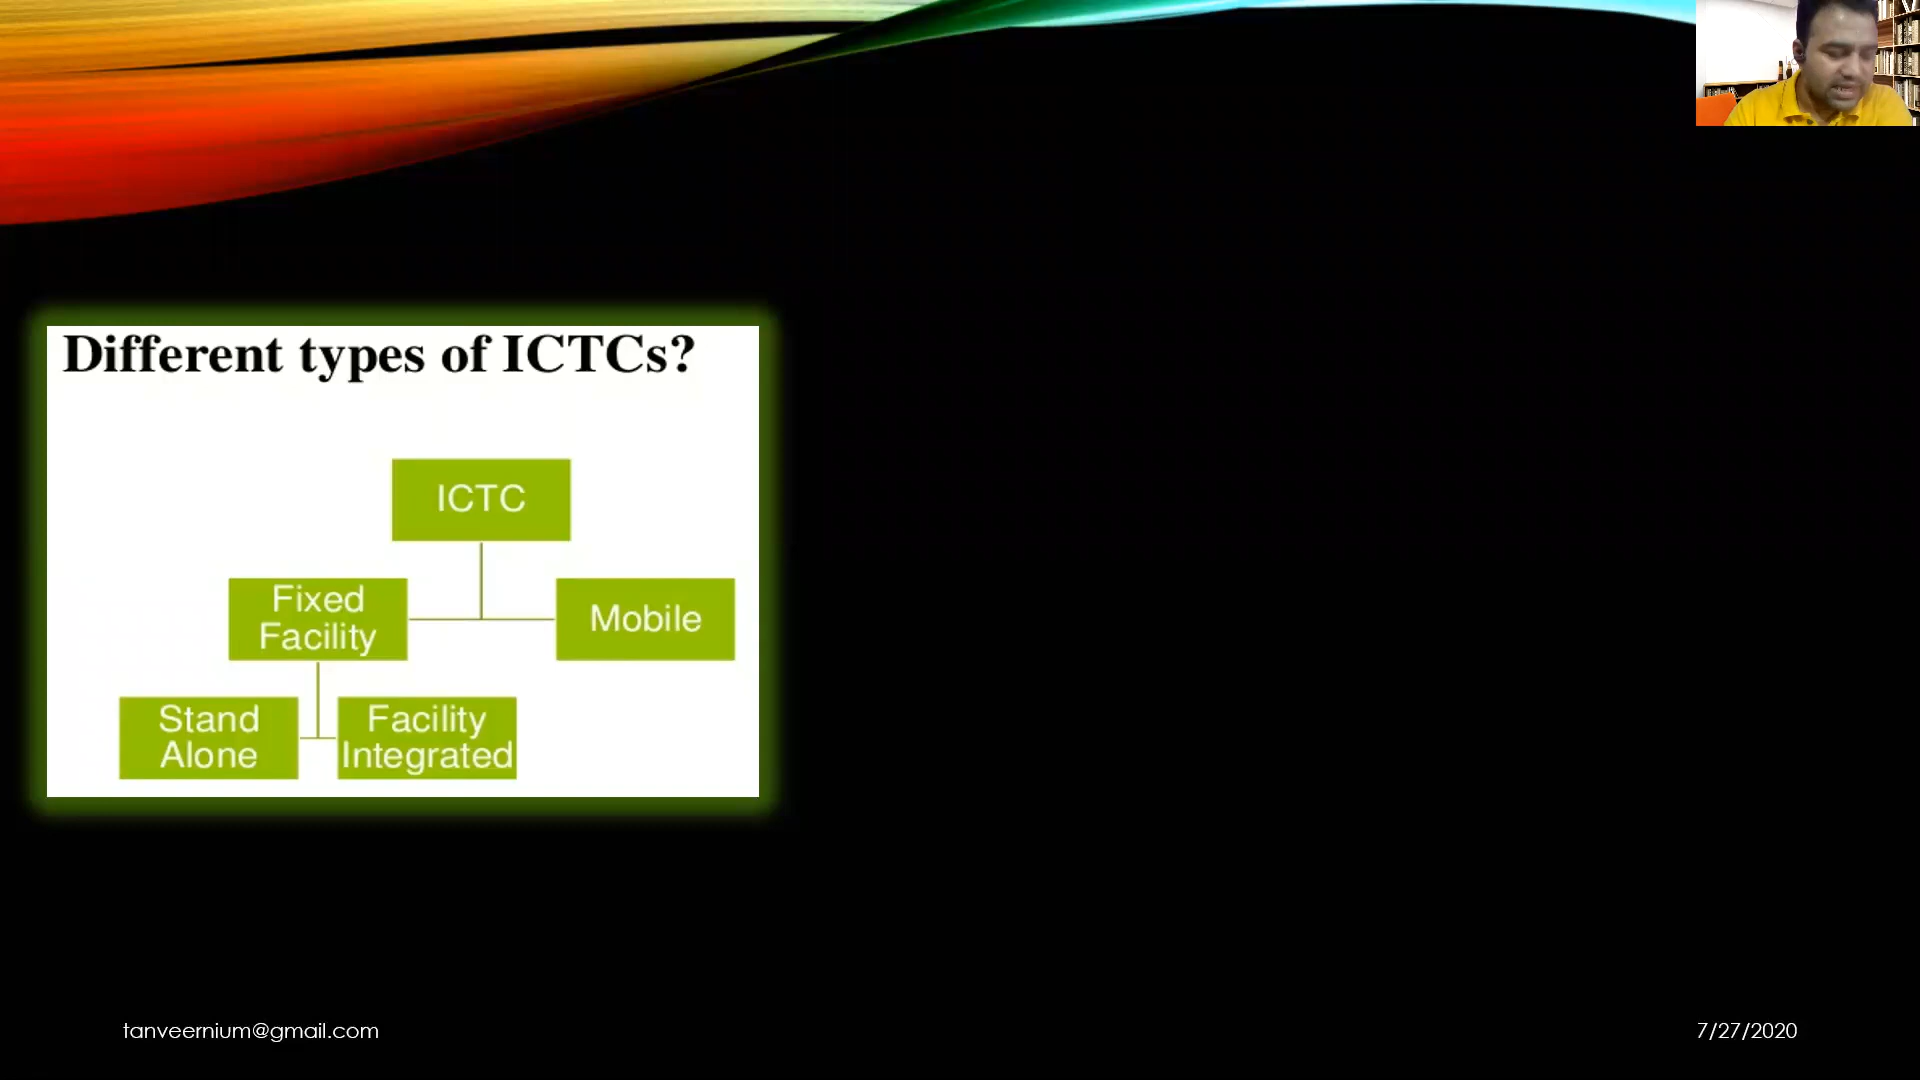 Different types of ICTCs?
ICTC
Fixed
Facility
Mobile
Stand
Alone
Facility
Integrated
tanveernium@gmail.com
7/27/2020